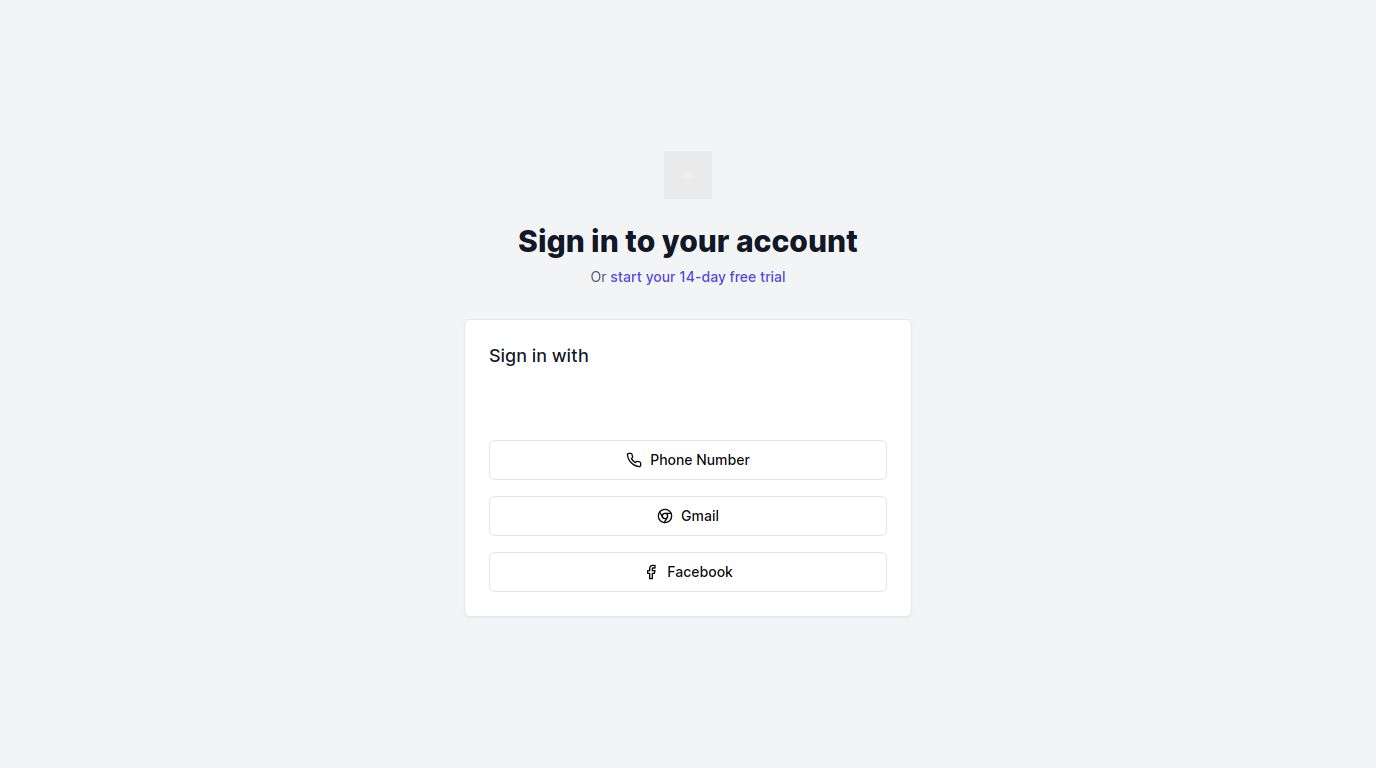 Sign in to your account
Or start your 14-day free trial
Sign in with
Phone Number
Gmail
Facebook